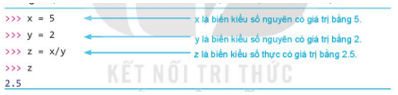 >>> x = 5 x là biến kiểu số nguyên có giá trị bằng 5.
>>> y = 2 y là biến kiểu số nguyên có giá trị bằng 2.
>>> z = x/y z là biến kiểu số thực có giá trị bằng 2.5.
>>> z
KẾT NỐI TRI THỨC
2.5